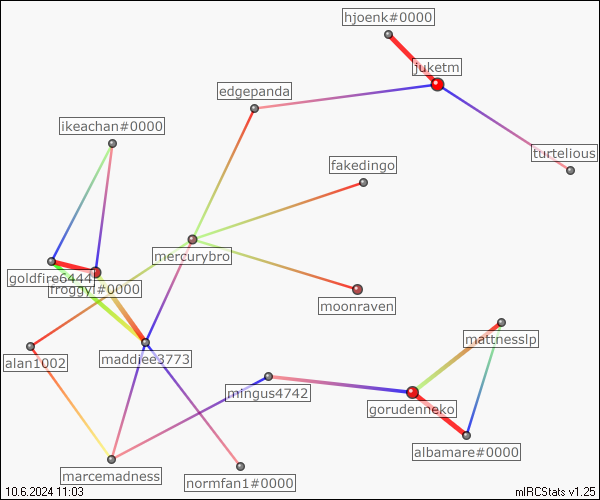 hjoenk#0000
juketm
edgepanda
ikeachan#0000
turtelious
fakedingo
mercurybro
goldfire6444
froggyl#0000
moonraven
mattnesslp
maddiee3773
alan1002
mingus4742
gorudenneko
albamare#0000
marcemadness
normfan1#0000
10.6.2024 11:03
mIRCStats v1.25